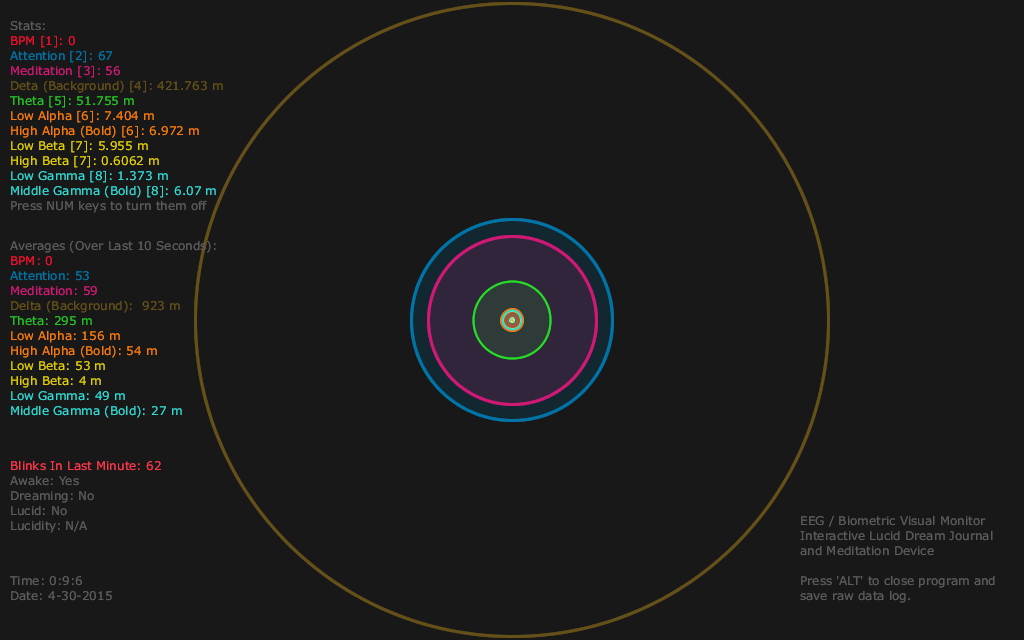 Stats:
BPM [1]: 0
Attention [2]: 67
Meditation [3]: 56
Deta (Background) [4]: 421.763 m
Theta [5]: 51.755 m
Low Alpha [6]: 7.404 m
High Alpha (Bold) [6]: 6.972 m
Low Beta [7]: 5.955 m
High Beta [7]: 0.6062 m
Low Gamma [8]: 1.373 m
Middle Gamma (Bold) [8]: 6.07 m
Press NUM keys to turn them off
Averages (Over Last 10 Seconds):
BPM: 0
Attention: 53
Meditation: 59
Delta (Background):  923 m
Theta: 295 m
Low Alpha: 156 m
High Alpha (Bold): 54 m
Low Beta: 53 m
High Beta: 4 m
Low Gamma: 49 m
Middle Gamma (Bold): 27 m
Blinks In Last Minute: 62
Awake: Yes
Dreaming: No
Lucid: No
Lucidity: N/A
Time: 0:9:6
Date: 4-30-2015
EEG / Biometric Visual Monitor
Interactive Lucid Dream Journal
and Meditation Device
Press 'ALT' to close program and
save raw data log.